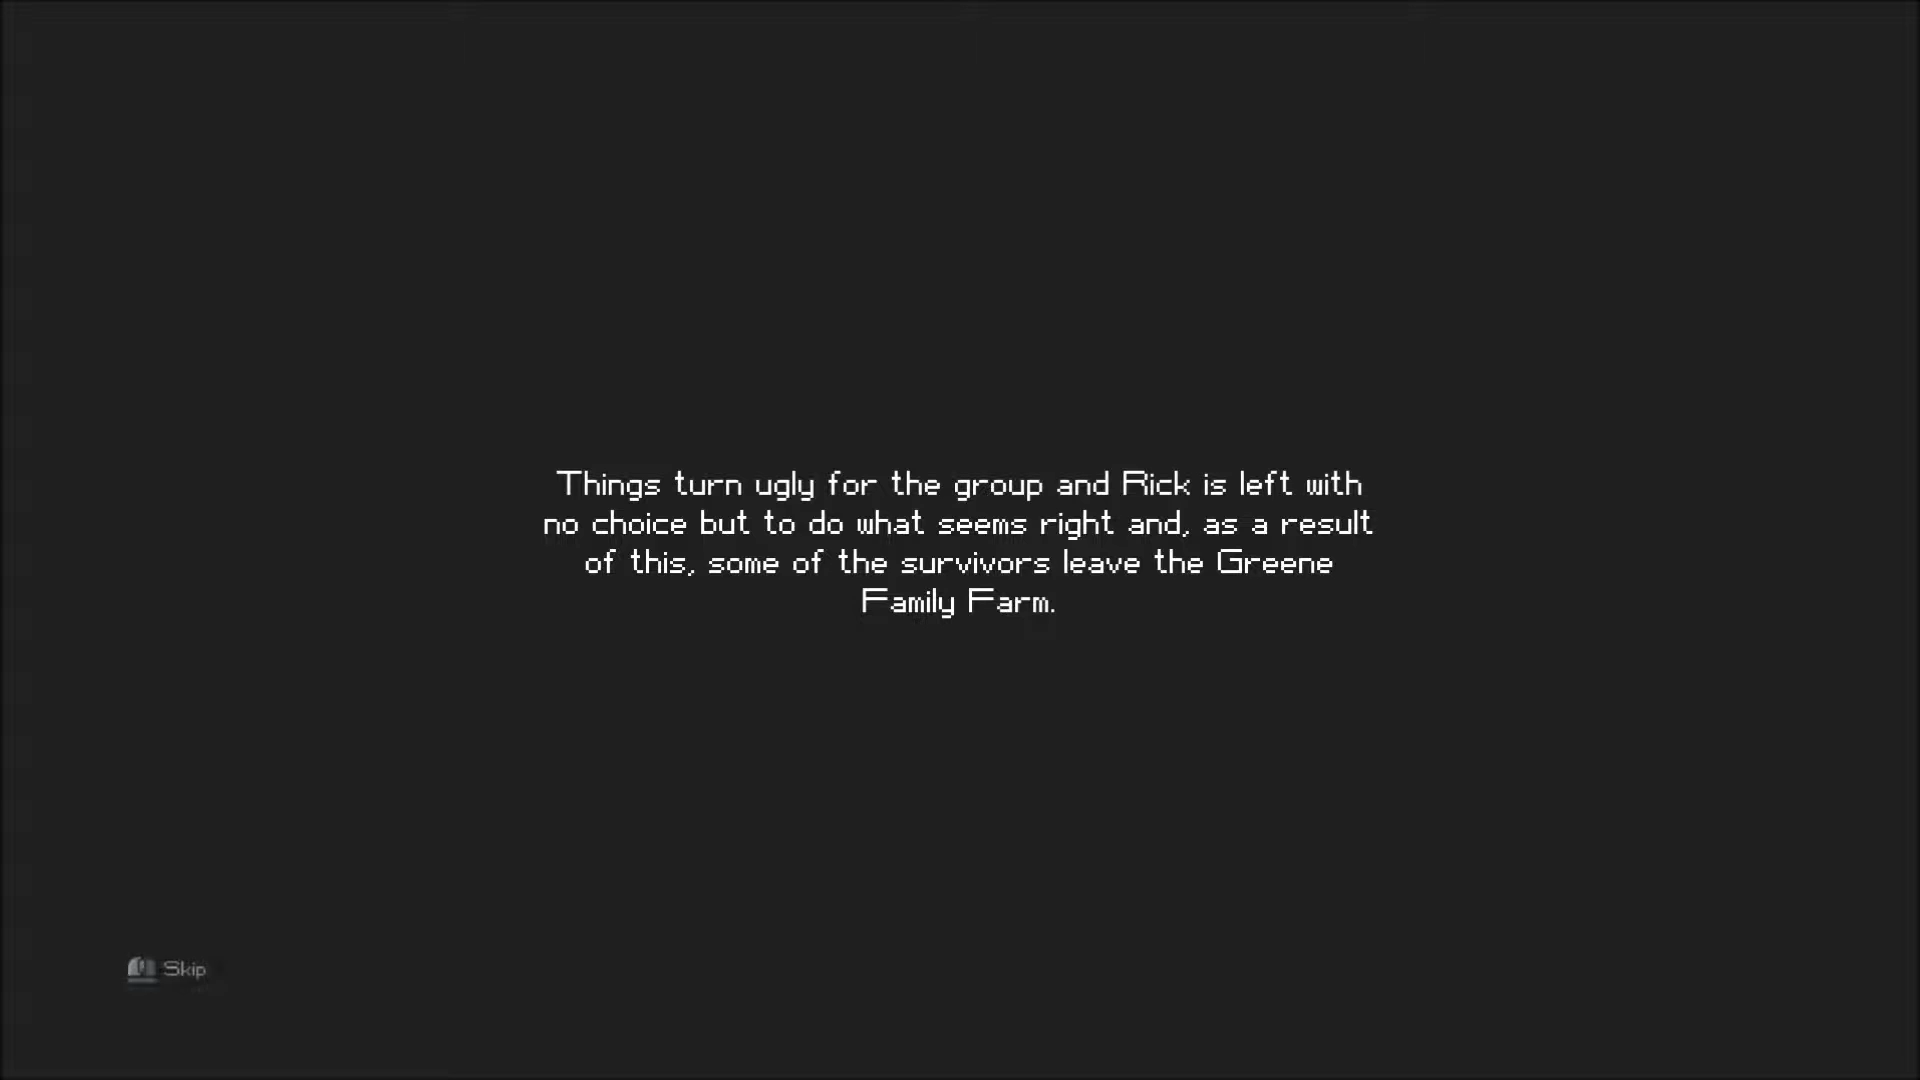 Things turn ugly for the group and Rick is left with
no choice but to do what seems right and, as a result
of this, some of the survivors leave the Greene
Family Farm.
Skip